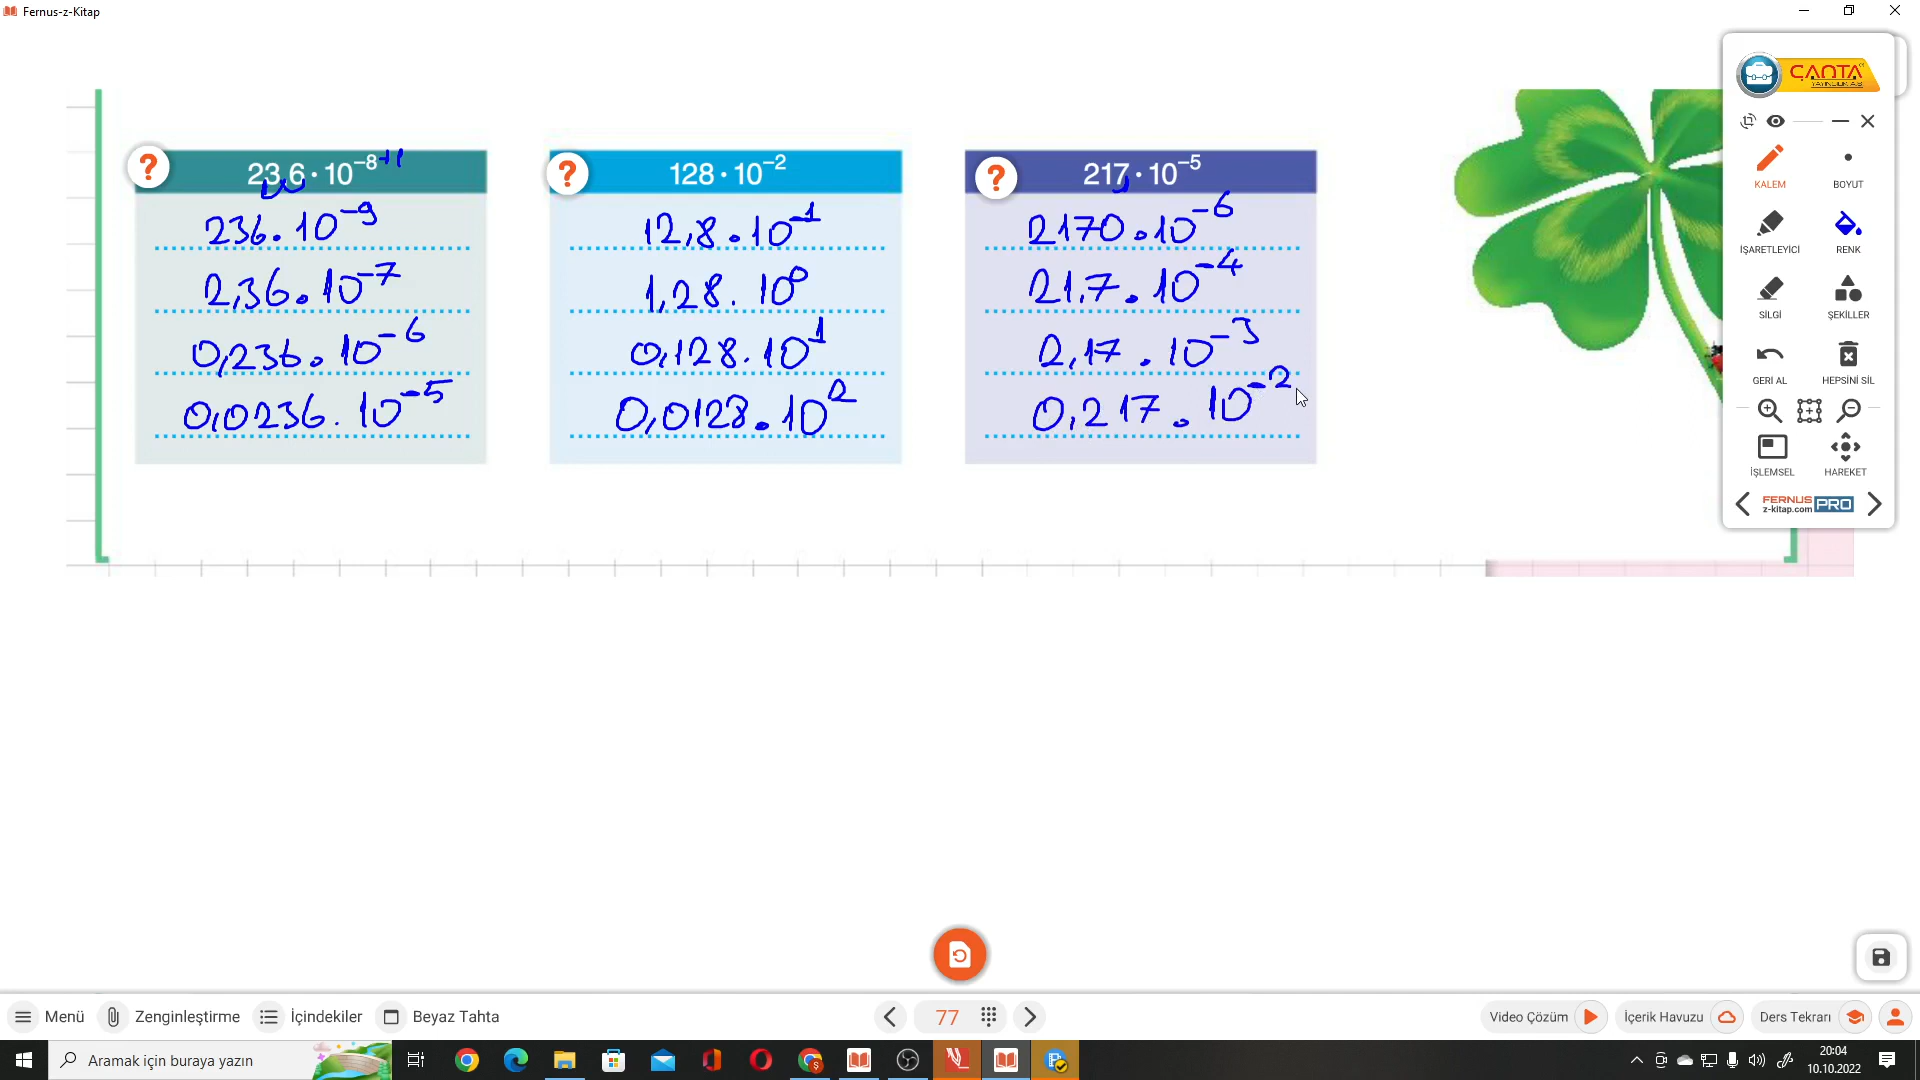 Fernus-z-Kitap
ÇANTA
YAYINCILIK A.Ş.
23,6 · 10⁻⁸ ⁺¹
236 . 10⁻⁹
2,36 . 10⁻⁷
0,236 . 10⁻⁶
0,0236 . 10⁻⁵
128 · 10⁻²
12,8 . 10⁻¹
1,28 . 10⁰
0,128 . 10¹
0,0128 . 10²
217 · 10⁻⁵
2170 . 10⁻⁶
21,7 . 10⁻⁴
2,17 . 10⁻³
0,217 . 10⁻²
KALEM BOYUT
İŞARETLEYİCİ RENK
SİLGİ ŞEKİLLER
GERİ AL HEPSİNİ SİL
İŞLEMSEL HAREKET
FERNUS PRO
z-kitap.com
Menü Zenginleştirme İçindekiler Beyaz Tahta 77 Video Çözüm İçerik Havuzu Ders Tekrarı
Aramak için buraya yazın
20:04
10.10.2022